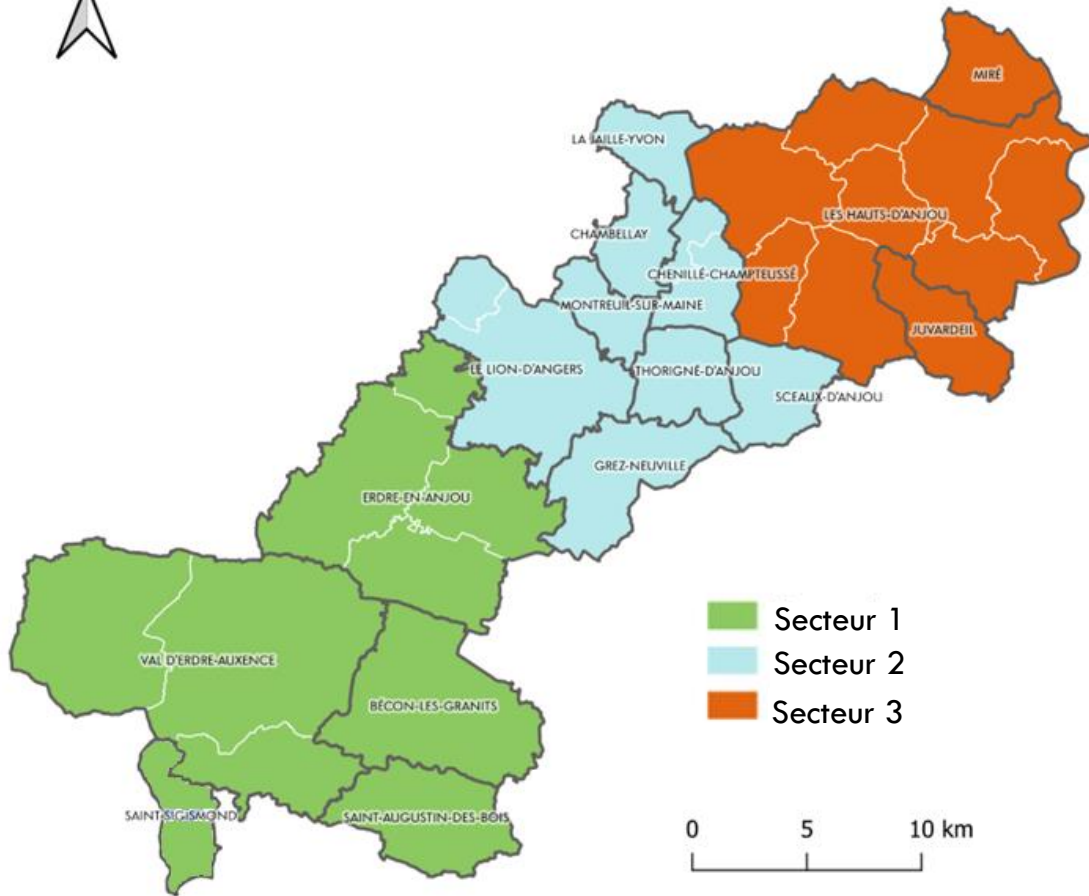 MIRÉ
LA JAILLE-YVON
LES HAUTS-D'ANJOU
CHAMBELLAY
CHENILLÉ-CHAMPTEUSSÉ
MONTREUIL-SUR-MAINE
JUVARDEIL
LE LION-D'ANGERS
THORIGNÉ-D'ANJOU
SCEAUX-D'ANJOU
GREZ-NEUVILLE
ERDRE-EN-ANJOU
Secteur 1
VAL D'ERDRE-AUXENCE
Secteur 2
BÉCON-LES-GRANITS
Secteur 3
SAINT-SIGISMOND
SAINT-AUGUSTIN-DES-BOIS
0 5 10 km